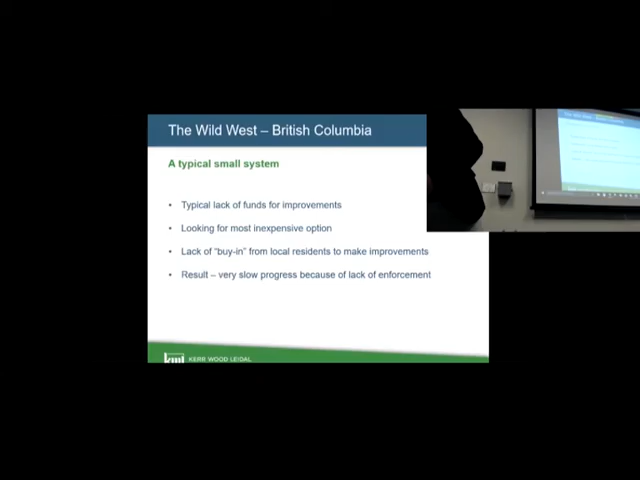 The Wild West – British Columbia
A typical small system
• Typical lack of funds for improvements
• Looking for most inexpensive option
• Lack of “buy-in” from local residents to make improvements
• Result – very slow progress because of lack of enforcement
KERR WOOD LEIDAL